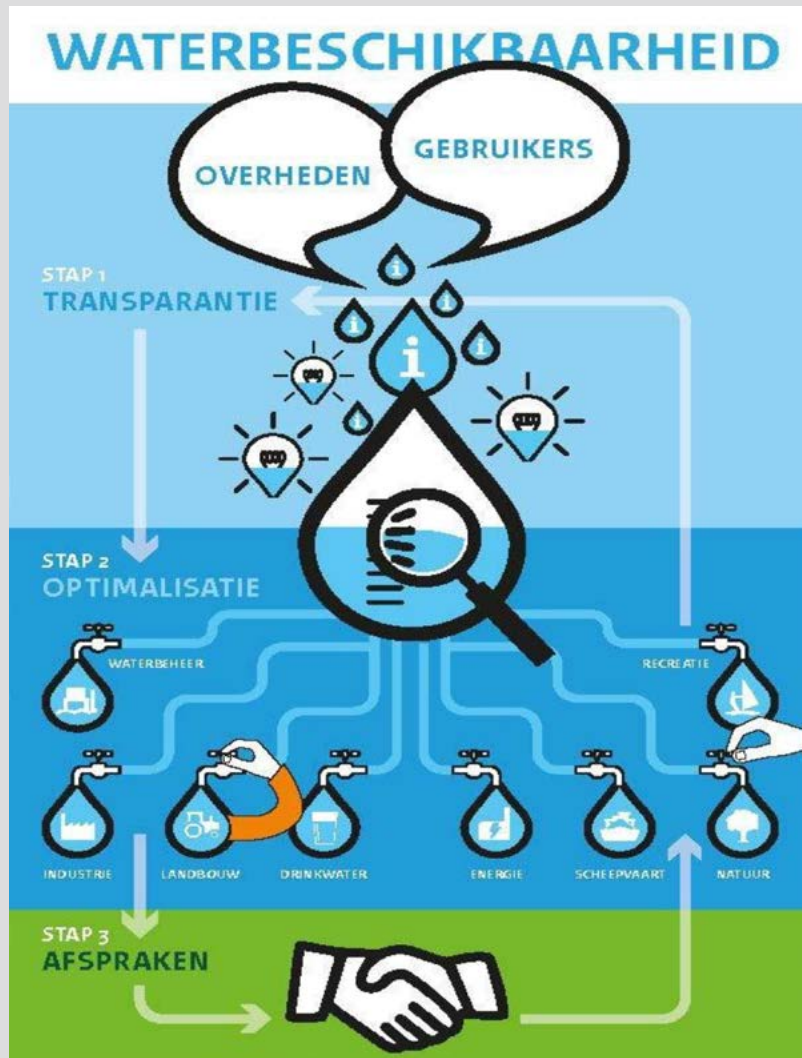 WATERBESCHIKBAARHEID
OVERHEDEN
GEBRUIKERS
STAP 1
TRANSPARANTIE
i
i
i
i
i
i
STAP 2
OPTIMALISATIE
WATERBEHEER
RECREATIE
INDUSTRIE
LANDBOUW
DRINKWATER
ENERGIE
SCHEEPVAART
NATUUR
STAP 3
AFSPRAKEN